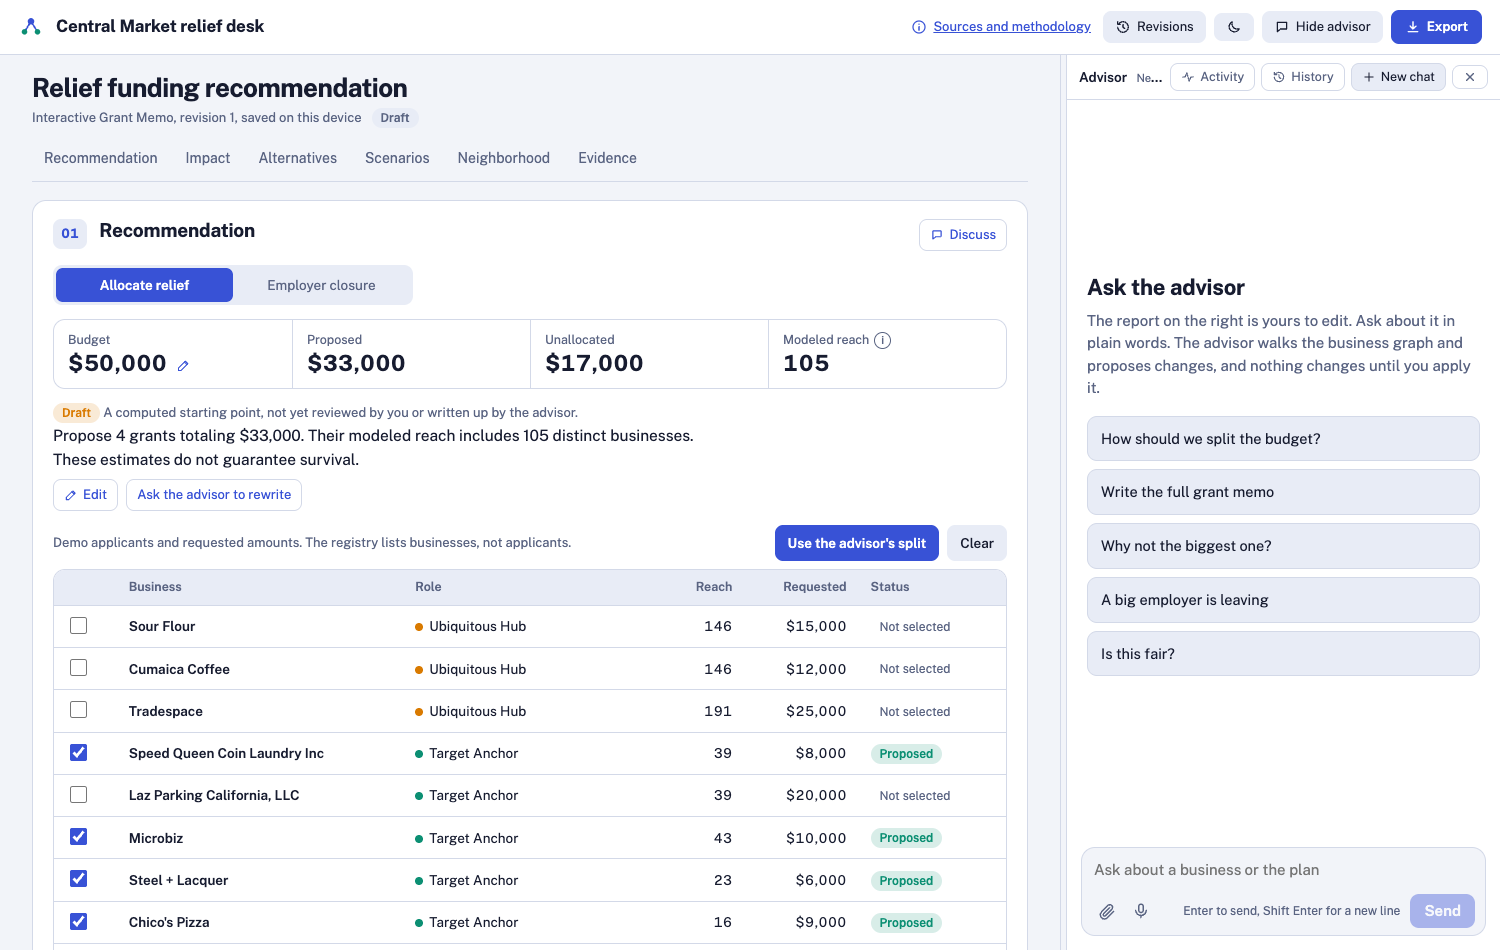 Central Market relief desk
Sources and methodology
Revisions
Hide advisor
Export
Relief funding recommendation
Interactive Grant Memo, revision 1, saved on this device
Draft
Recommendation
Impact
Alternatives
Scenarios
Neighborhood
Evidence
01
Recommendation
Discuss
Allocate relief
Employer closure
Budget
$50,000
Proposed
$33,000
Unallocated
$17,000
Modeled reach
105
Draft A computed starting point, not yet reviewed by you or written up by the advisor.
Propose 4 grants totaling $33,000. Their modeled reach includes 105 distinct businesses.
These estimates do not guarantee survival.
Edit
Ask the advisor to rewrite
Demo applicants and requested amounts. The registry lists businesses, not applicants.
Use the advisor's split
Clear
Business Role Reach Requested Status
Sour Flour Ubiquitous Hub 146 $15,000 Not selected
Cumaica Coffee Ubiquitous Hub 146 $12,000 Not selected
Tradespace Ubiquitous Hub 191 $25,000 Not selected
Speed Queen Coin Laundry Inc Target Anchor 39 $8,000 Proposed
Laz Parking California, LLC Target Anchor 39 $20,000 Not selected
Microbiz Target Anchor 43 $10,000 Proposed
Steel + Lacquer Target Anchor 23 $6,000 Proposed
Chico's Pizza Target Anchor 16 $9,000 Proposed
Advisor
Ne...
Activity
History
New chat
Ask the advisor
The report on the right is yours to edit. Ask about it in
plain words. The advisor walks the business graph and
proposes changes, and nothing changes until you apply
it.
How should we split the budget?
Write the full grant memo
Why not the biggest one?
A big employer is leaving
Is this fair?
Ask about a business or the plan
Enter to send, Shift Enter for a new line
Send